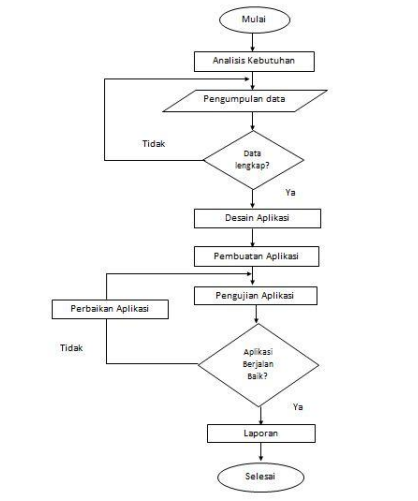 Mulai
Analisis Kebutuhan
Pengumpulan data
Tidak
Data
lengkap?
Ya
Desain Aplikasi
Pembuatan Aplikasi
Pengujian Aplikasi
Perbaikan Aplikasi
Tidak
Aplikasi
Berjalan
Baik?
Ya
Laporan
Selesai